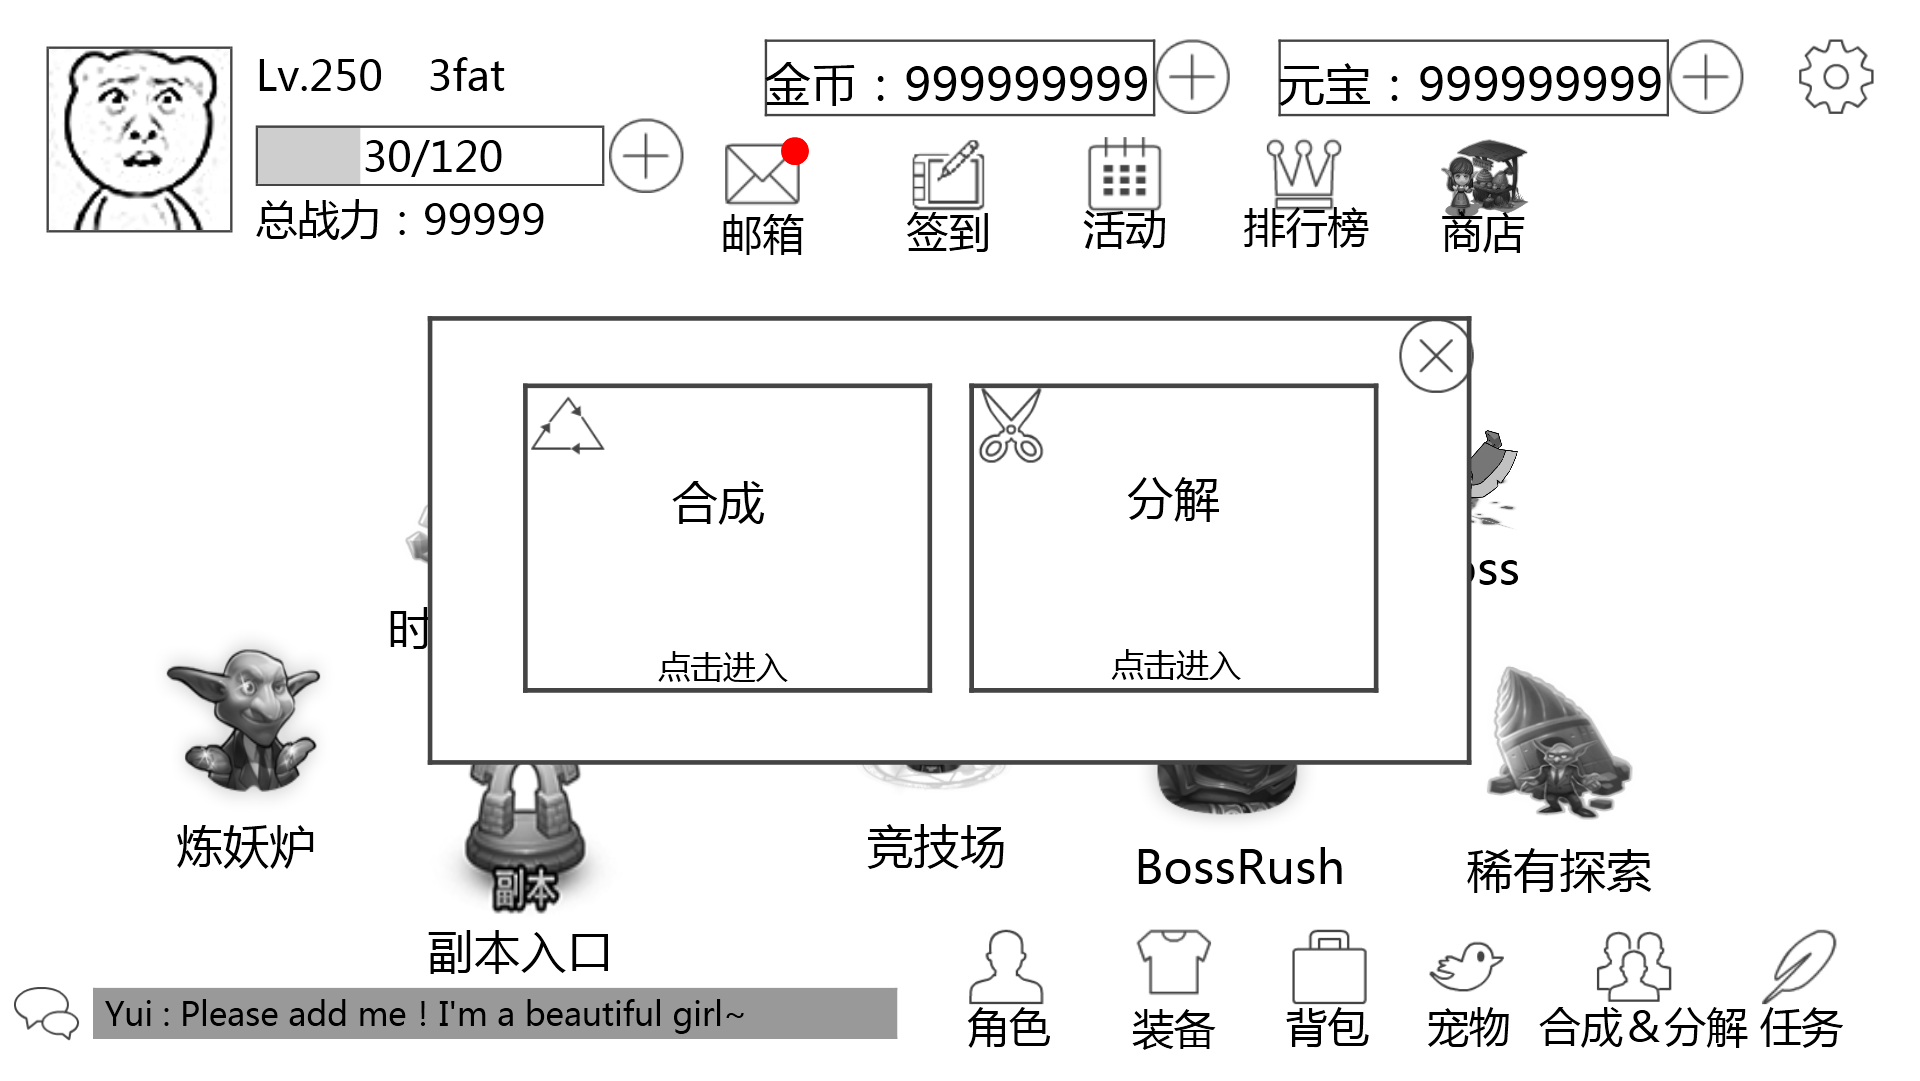 Lv.250 3fat
金币：999999999
元宝：999999999
30/120
总战力：99999
邮箱
签到
活动
排行榜
商店
合成
分解
点击进入
点击进入
oss
时
炼妖炉
竞技场
BossRush
稀有探索
副本
副本入口
Yui : Please add me ! I'm a beautiful girl~
角色
装备
背包
宠物
合成＆分解
任务